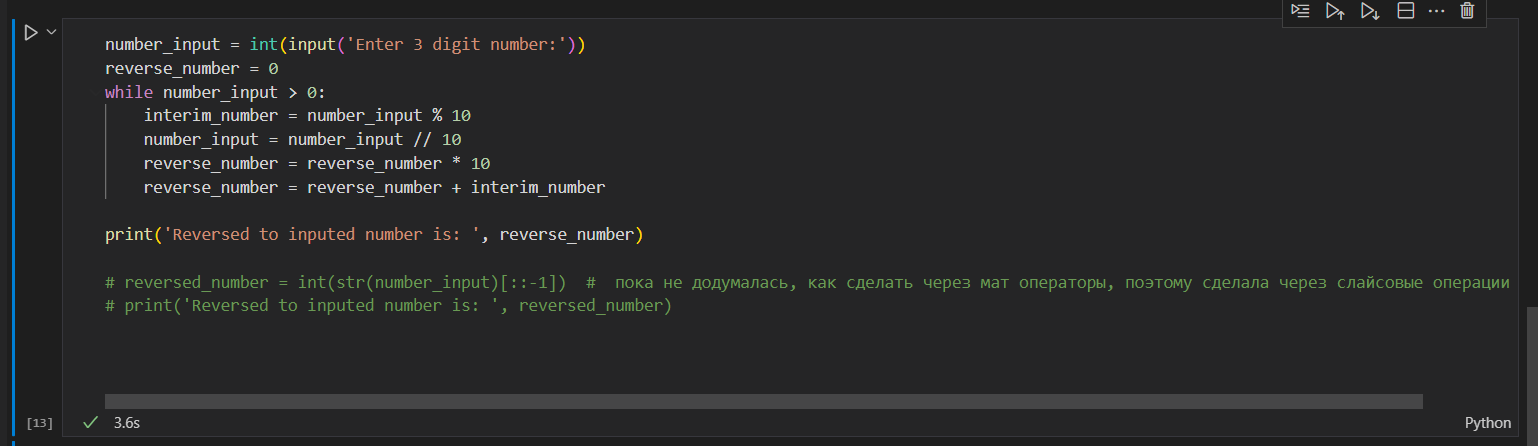 number_input = int(input('Enter 3 digit number:'))
reverse_number = 0
while number_input > 0:
    interim_number = number_input % 10
    number_input = number_input // 10
    reverse_number = reverse_number * 10
    reverse_number = reverse_number + interim_number
print('Reversed to inputed number is: ', reverse_number)
# reversed_number = int(str(number_input)[::-1])  #  пока не додумалась, как сделать через мат операторы, поэтому сделала через слайсовые операции
# print('Reversed to inputed number is: ', reversed_number)
[13] 3.6s Python